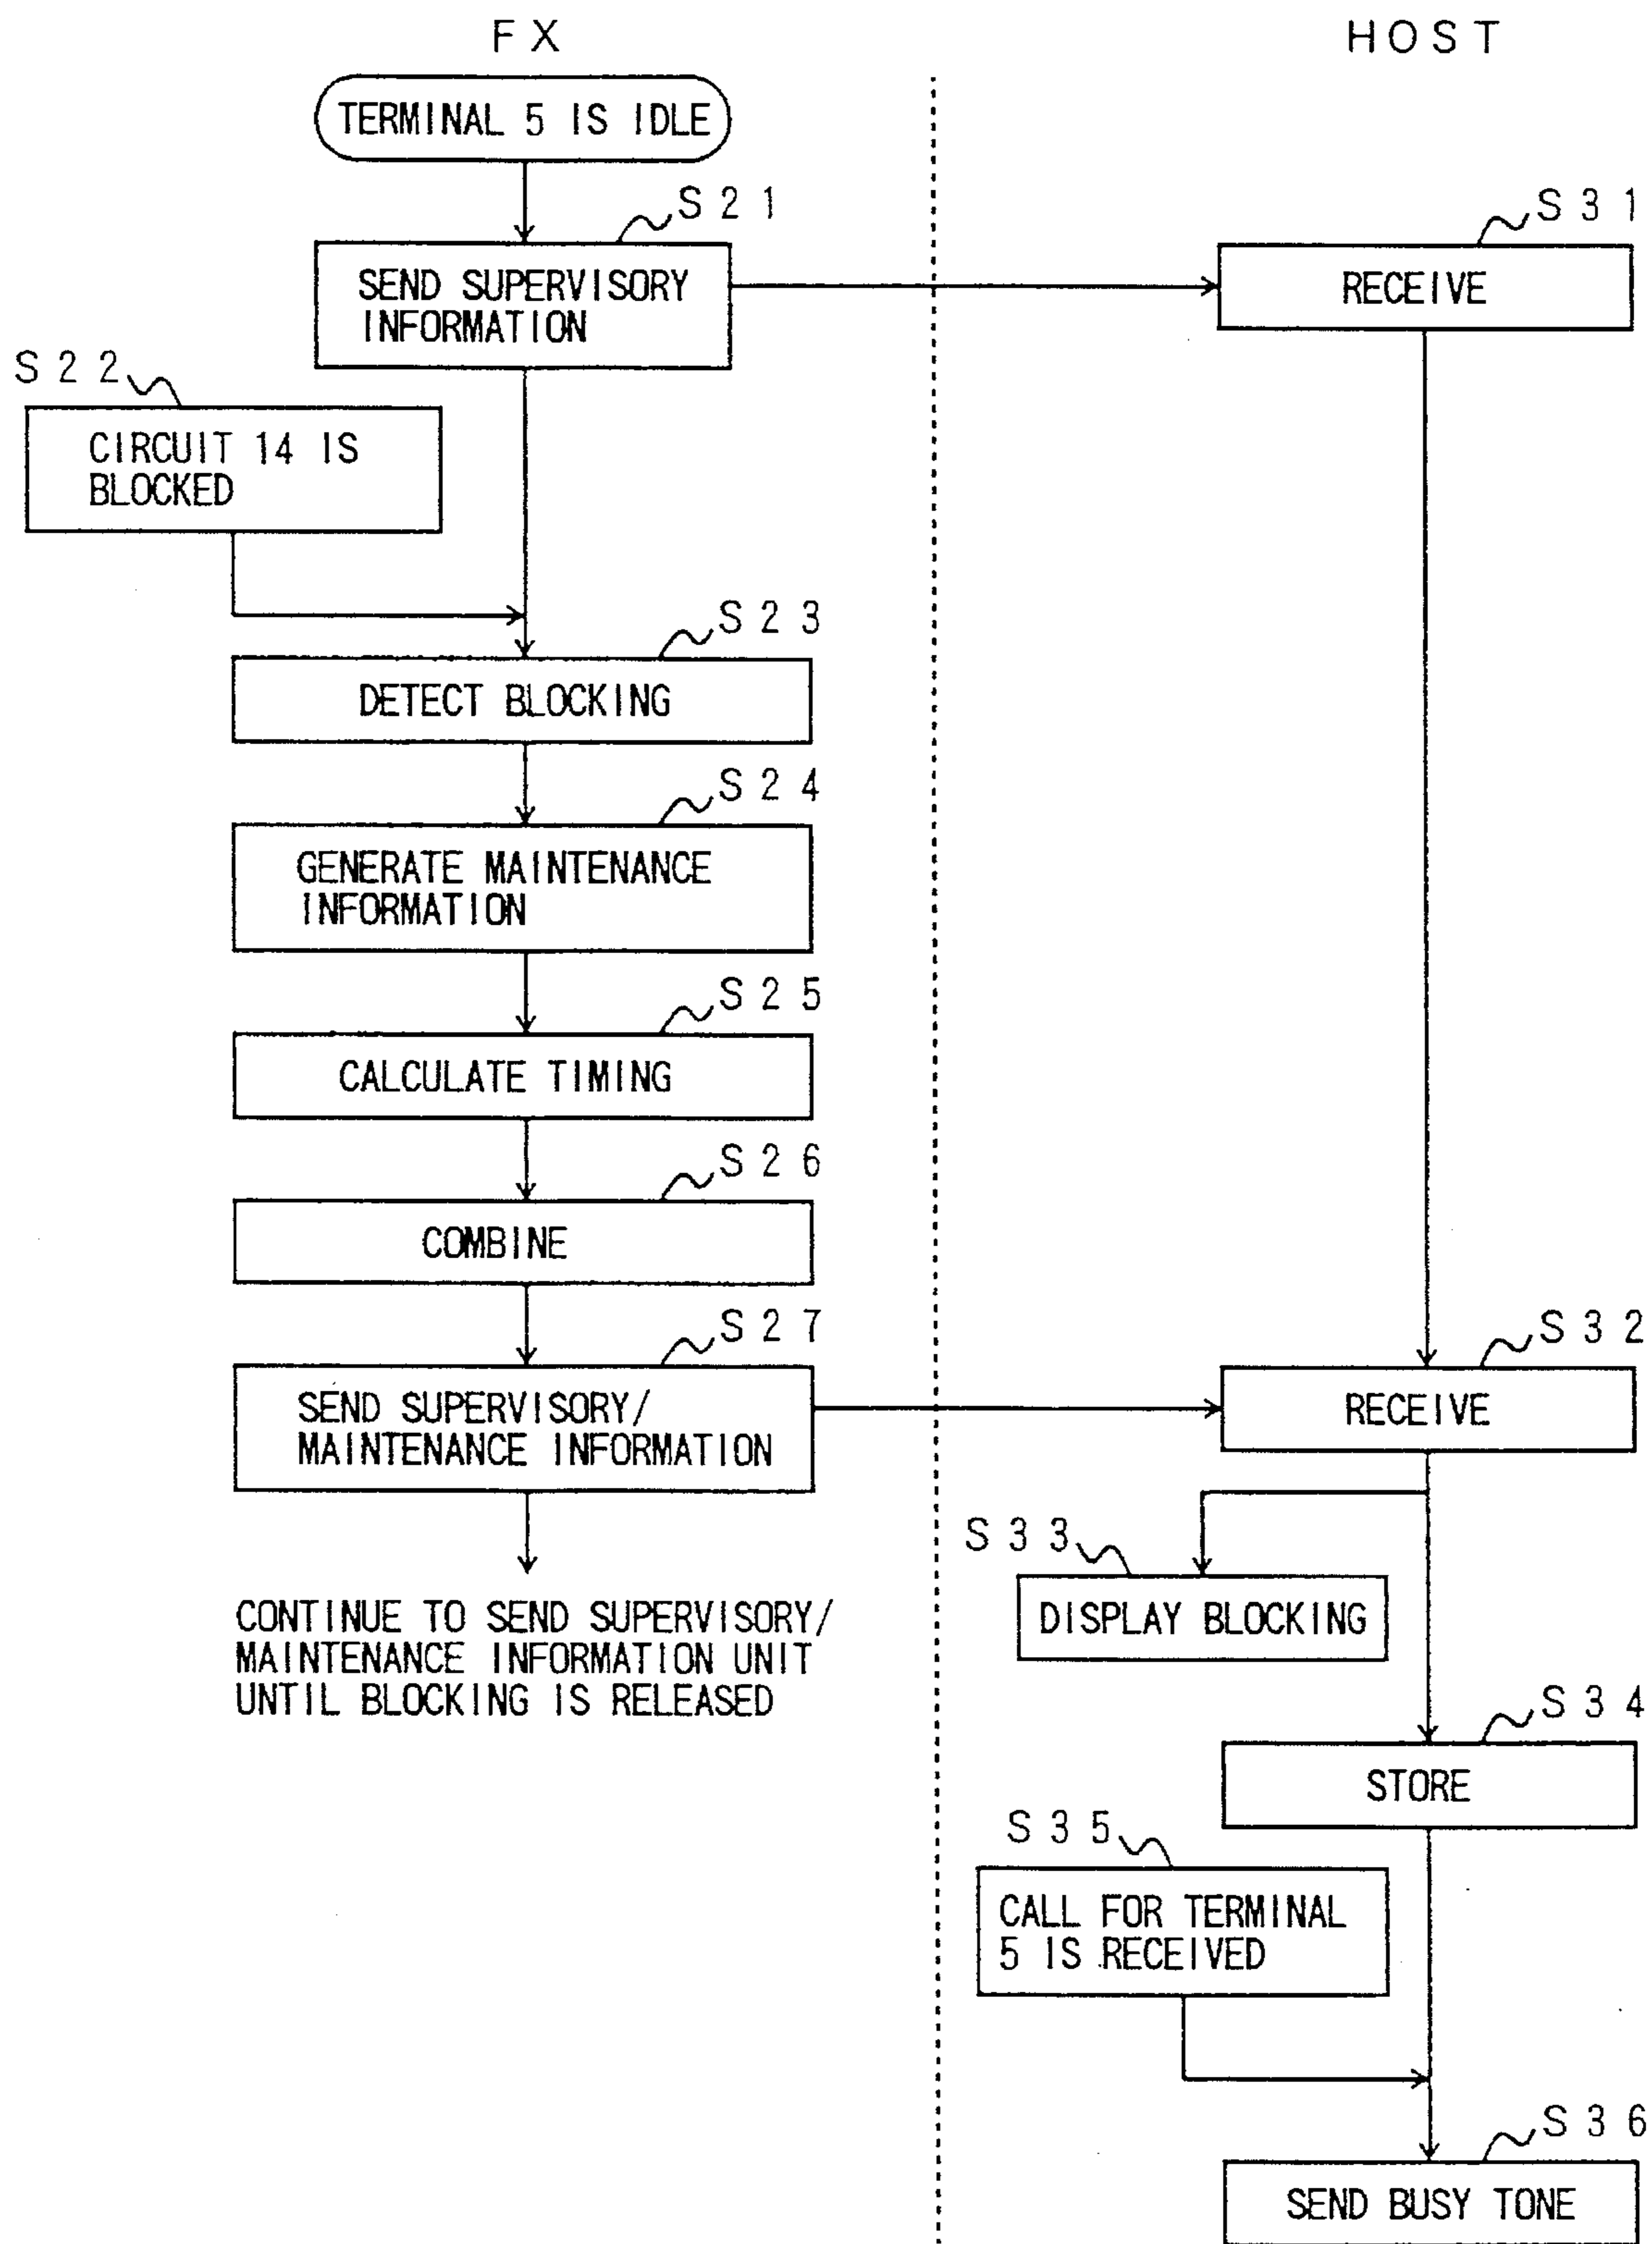 FX
HOST
TERMINAL 5 IS IDLE
S21
S31
SEND SUPERVISORY
INFORMATION
RECEIVE
S22
CIRCUIT 14 IS
BLOCKED
S23
DETECT BLOCKING
S24
GENERATE MAINTENANCE
INFORMATION
S25
CALCULATE TIMING
S26
COMBINE
S27
S32
SEND SUPERVISORY/
MAINTENANCE INFORMATION
RECEIVE
S33
DISPLAY BLOCKING
CONTINUE TO SEND SUPERVISORY/
MAINTENANCE INFORMATION UNIT
UNTIL BLOCKING IS RELEASED
S34
STORE
S35
CALL FOR TERMINAL
5 IS RECEIVED
S36
SEND BUSY TONE